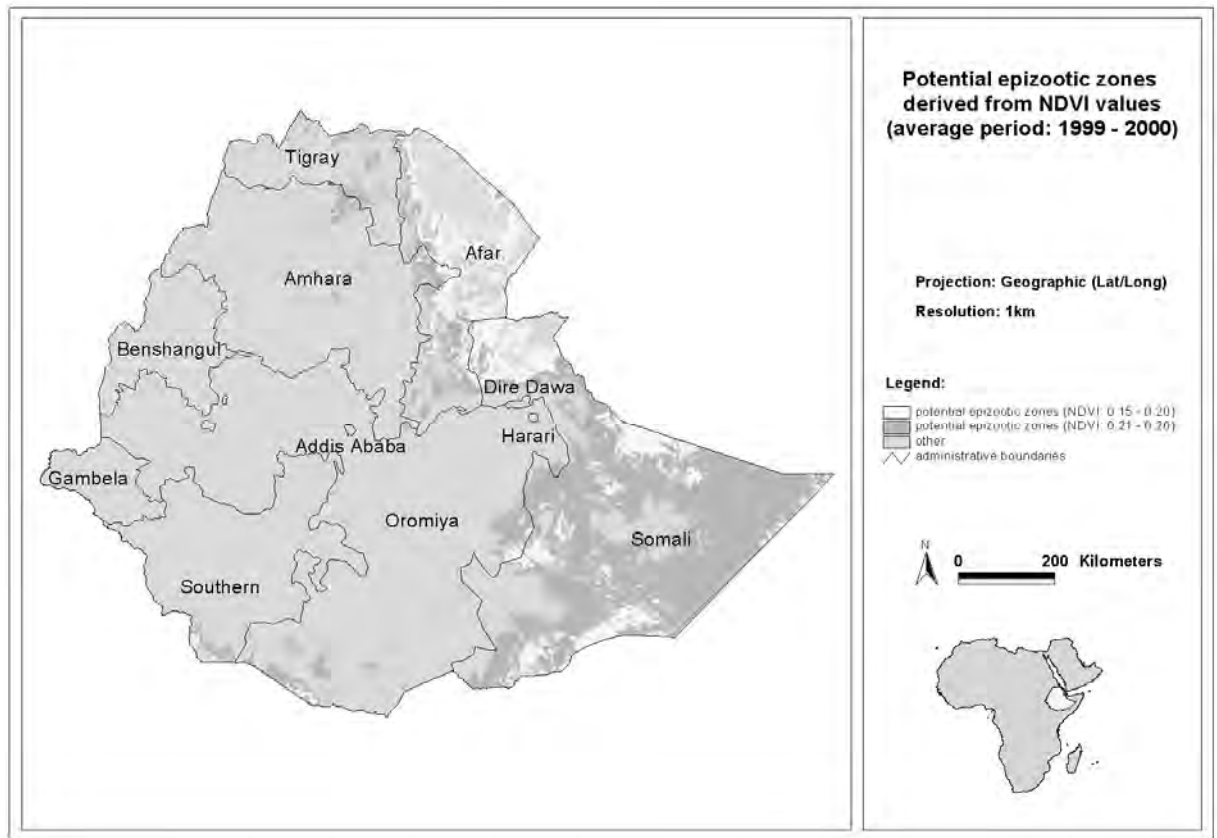 Potential epizootic zones
derived from NDVI values
(average period: 1999 - 2000)
Projection: Geographic (Lat/Long)
Resolution: 1km
Legend:
potential epizootic zones (NDVI: 0.15 - 0.20)
potential epizootic zones (NDVI: 0.21 -
other
administrative boundaries
N
0 200 Kilometers
Tigray
Afar
Amhara
Benshangul
Dire Dawa
Harari
Addis Ababa
Gambela
Oromiya
Somali
Southern